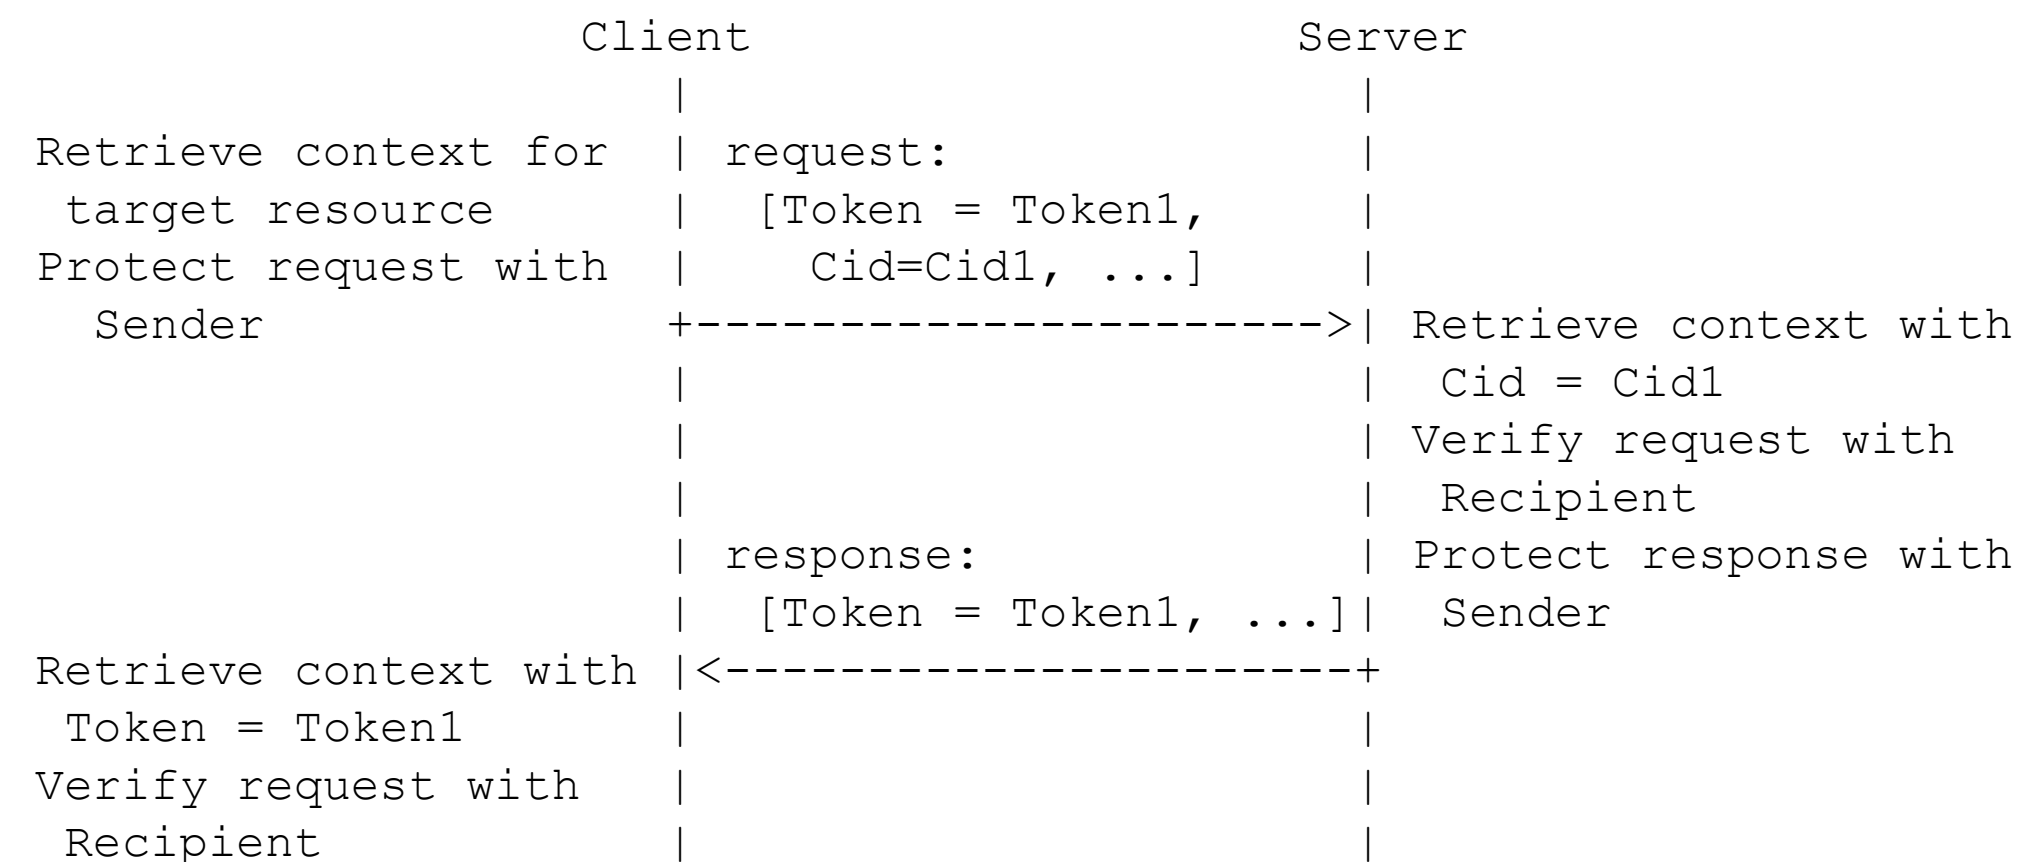 Client                   Server
                      |                       |
Retrieve context for  | request:              |
 target resource      |  [Token = Token1,     |
Protect request with  |    Cid=Cid1, ...]     |
  Sender              +---------------------->| Retrieve context with
                      |                       |  Cid = Cid1
                      |                       | Verify request with
                      |                       |  Recipient
                      | response:             | Protect response with
                      |  [Token = Token1, ...]|  Sender
Retrieve context with |<----------------------+
 Token = Token1       |                       |
Verify request with   |                       |
 Recipient            |                       |